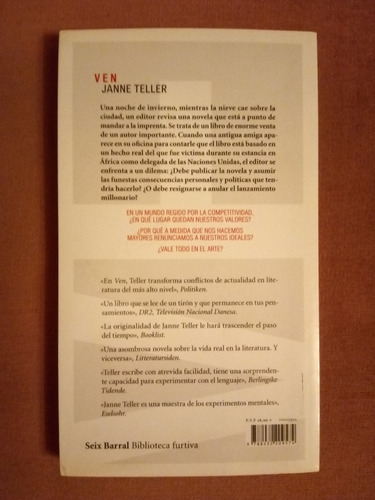 VEN
JANNE TELLER
Una noche de invierno, mientras la nieve cae sobre la
ciudad, un editor revisa una novela que está a punto de
mandar a la imprenta. Se trata de un libro de enorme venta
de un autor importante. Cuando una antigua amiga apa-
rece en su oficina para contarle que el libro está basado en
un hecho real del que fue víctima durante su estancia en
África como delegada de las Naciones Unidas, el editor se
enfrenta a un dilema: ¿Debe publicar la novela y asumir
las funestas consecuencias personales y políticas que ten-
dría hacerlo? ¿O debe resignarse a anular el lanzamiento
millonario?
EN UN MUNDO REGIDO POR LA COMPETITIVIDAD,
¿EN QUÉ LUGAR QUEDAN NUESTROS VALORES?
¿POR QUÉ A MEDIDA QUE NOS HACEMOS
MAYORES RENUNCIAMOS A NUESTROS IDEALES?
¿VALE TODO EN EL ARTE?
«En Ven, Teller transforma conflictos de actualidad en lite-
ratura del más alto nivel», Politiken.
«Un libro que se lee de un tirón y que permanece en tus pen-
samientos», DR2, Televisión Nacional Danesa.
«La originalidad de Janne Teller le hará trascender el paso
del tiempo», Booklist.
«Una asombrosa novela sobre la vida real en la literatura. Y
viceversa», Litteratursiden.
«Teller escribe con atrevida facilidad, tiene una sorprenden-
te capacidad para experimentar con el lenguaje», Berlingske
Tidende.
«Janne Teller es una maestra de los experimentos mentales»,
Eselsohr.
Seix Barral Biblioteca furtiva